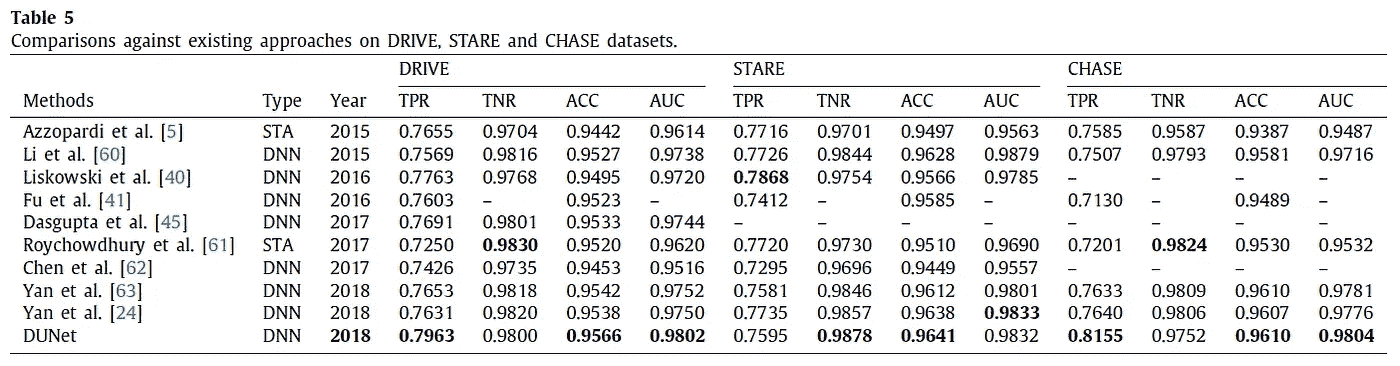 Table 5
Comparisons against existing approaches on DRIVE, STARE and CHASE datasets.
DRIVE STARE CHASE
Methods Type Year TPR TNR ACC AUC TPR TNR ACC AUC TPR TNR ACC AUC
Azzopardi et al. [5] STA 2015 0.7655 0.9704 0.9442 0.9614 0.7716 0.9701 0.9497 0.9563 0.7585 0.9587 0.9387 0.9487
Li et al. [60] DNN 2015 0.7569 0.9816 0.9527 0.9738 0.7726 0.9844 0.9628 0.9879 0.7507 0.9793 0.9581 0.9716
Liskowski et al. [40] DNN 2016 0.7763 0.9768 0.9495 0.9720 0.7868 0.9754 0.9566 0.9785 – – – –
Fu et al. [41] DNN 2016 0.7603 – 0.9523 – 0.7412 – 0.9585 – 0.7130 – 0.9489 –
Dasgupta et al. [45] DNN 2017 0.7691 0.9801 0.9533 0.9744 – – – – – – – –
Roychowdhury et al. [61] STA 2017 0.7250 0.9830 0.9520 0.9620 0.7720 0.9730 0.9510 0.9690 0.7201 0.9824 0.9530 0.9532
Chen et al. [62] DNN 2017 0.7426 0.9735 0.9453 0.9516 0.7295 0.9696 0.9449 0.9557 – – – –
Yan et al. [63] DNN 2018 0.7653 0.9818 0.9542 0.9752 0.7581 0.9846 0.9612 0.9801 0.7633 0.9809 0.9610 0.9781
Yan et al. [24] DNN 2018 0.7631 0.9820 0.9538 0.9750 0.7735 0.9857 0.9638 0.9833 0.7640 0.9806 0.9607 0.9776
DUNet DNN 2018 0.7963 0.9800 0.9566 0.9802 0.7595 0.9878 0.9641 0.9832 0.8155 0.9752 0.9610 0.9804